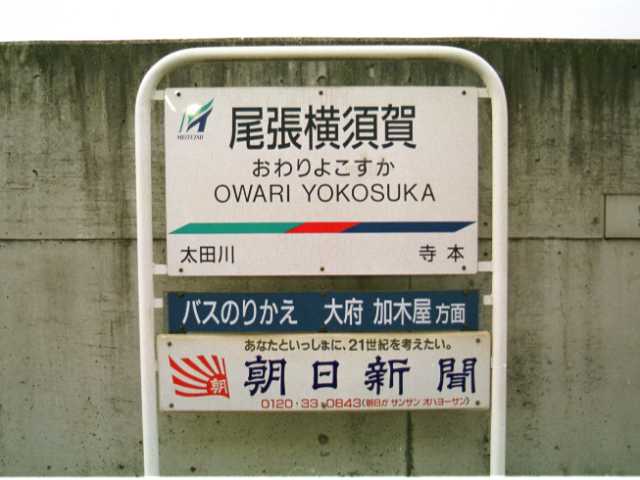 MEITETSU
尾張横須賀
おわりよこすか
OWARI YOKOSUKA
太田川 寺本
バスのりかえ 大府 加木屋 方面
あなたといっしょに、21世紀を考えたい。
朝
朝日新聞
0120・33・0843(朝日が サンサン オハヨーサン)